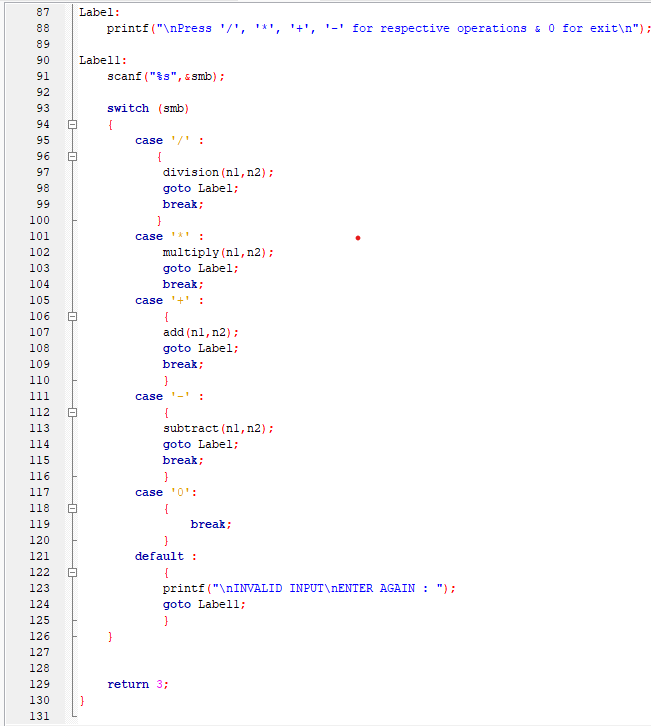 87 Label:
88 printf("\nPress '/', '*', '+', '-' for respective operations & 0 for exit\n");
89
90 Label1:
91 scanf("%s",&smb);
92
93 switch (smb)
94 {
95 case '/' :
96 {
97 division(n1,n2);
98 goto Label;
99 break;
100 }
101 case '*' :
102 multiply(n1,n2);
103 goto Label;
104 break;
105 case '+' :
106 {
107 add(n1,n2);
108 goto Label;
109 break;
110 }
111 case '-' :
112 {
113 subtract(n1,n2);
114 goto Label;
115 break;
116 }
117 case '0':
118 {
119 break;
120 }
121 default :
122 {
123 printf("\nINVALID INPUT\nENTER AGAIN : ");
124 goto Label1;
125 }
126 }
127
128
129 return 3;
130 }
131